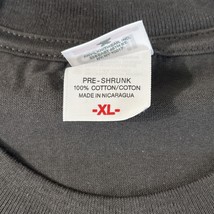 PRE-SHRUNK
100% COTTON/COTON
MADE IN NICARAGUA
-XL-